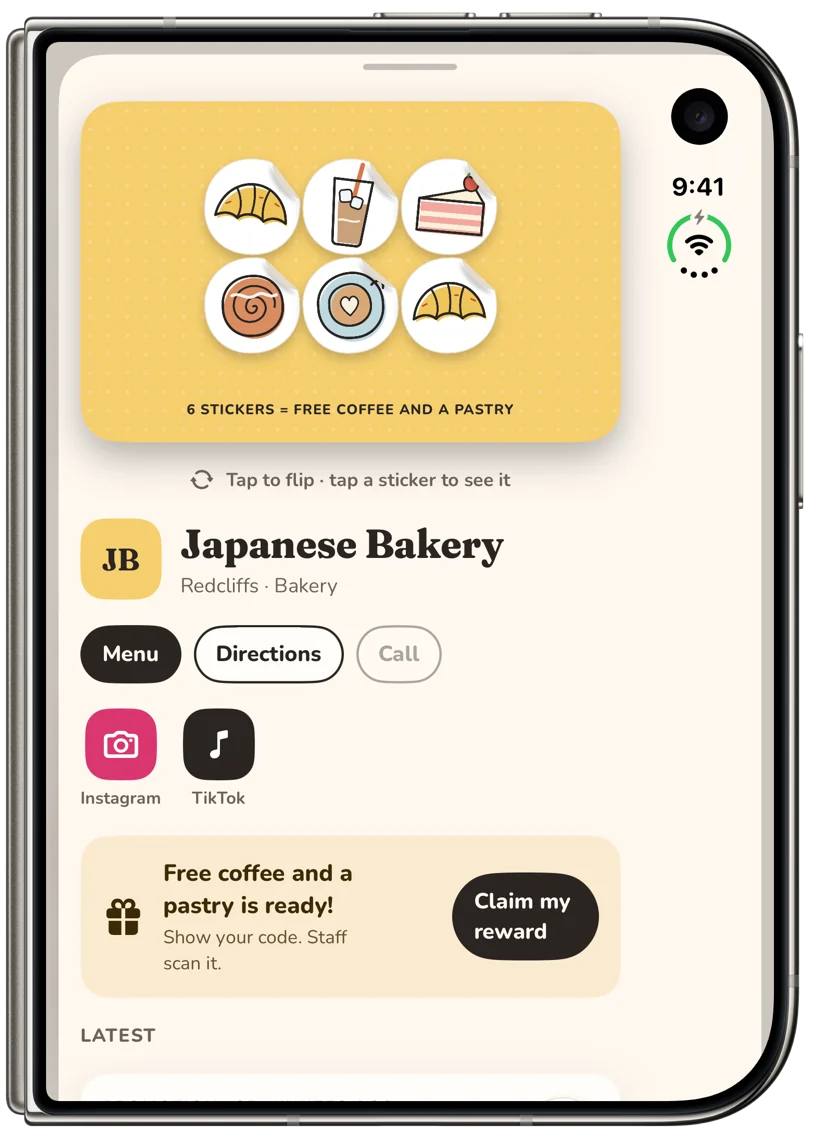 9:41
6 STICKERS = FREE COFFEE AND A PASTRY
Tap to flip · tap a sticker to see it
JB
Japanese Bakery
Redcliffs · Bakery
Menu
Directions
Call
Instagram
TikTok
Free coffee and a
pastry is ready!
Show your code. Staff
scan it.
Claim my
reward
LATEST